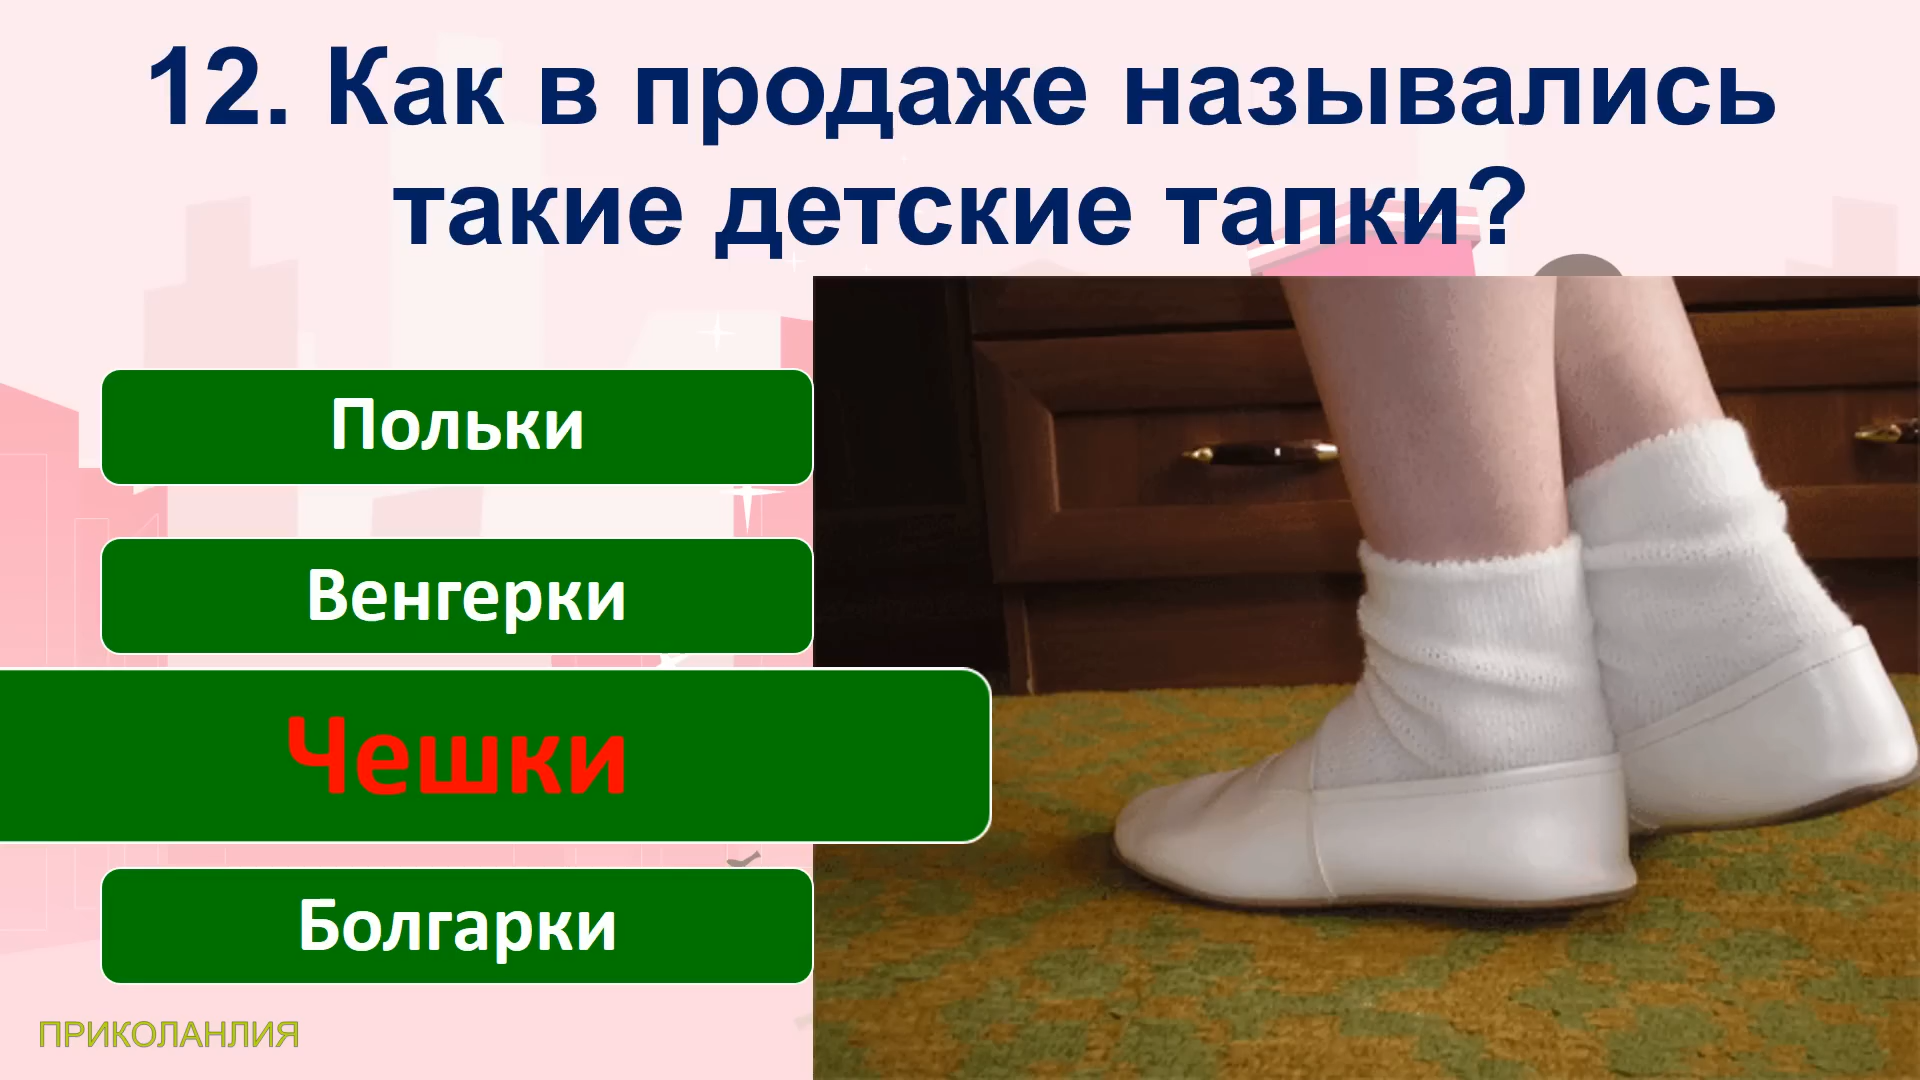 12. Как в продаже назывались
такие детские тапки?
Польки
Венгерки
Чешки
Болгарки
ПРИКОЛАНЛИЯ